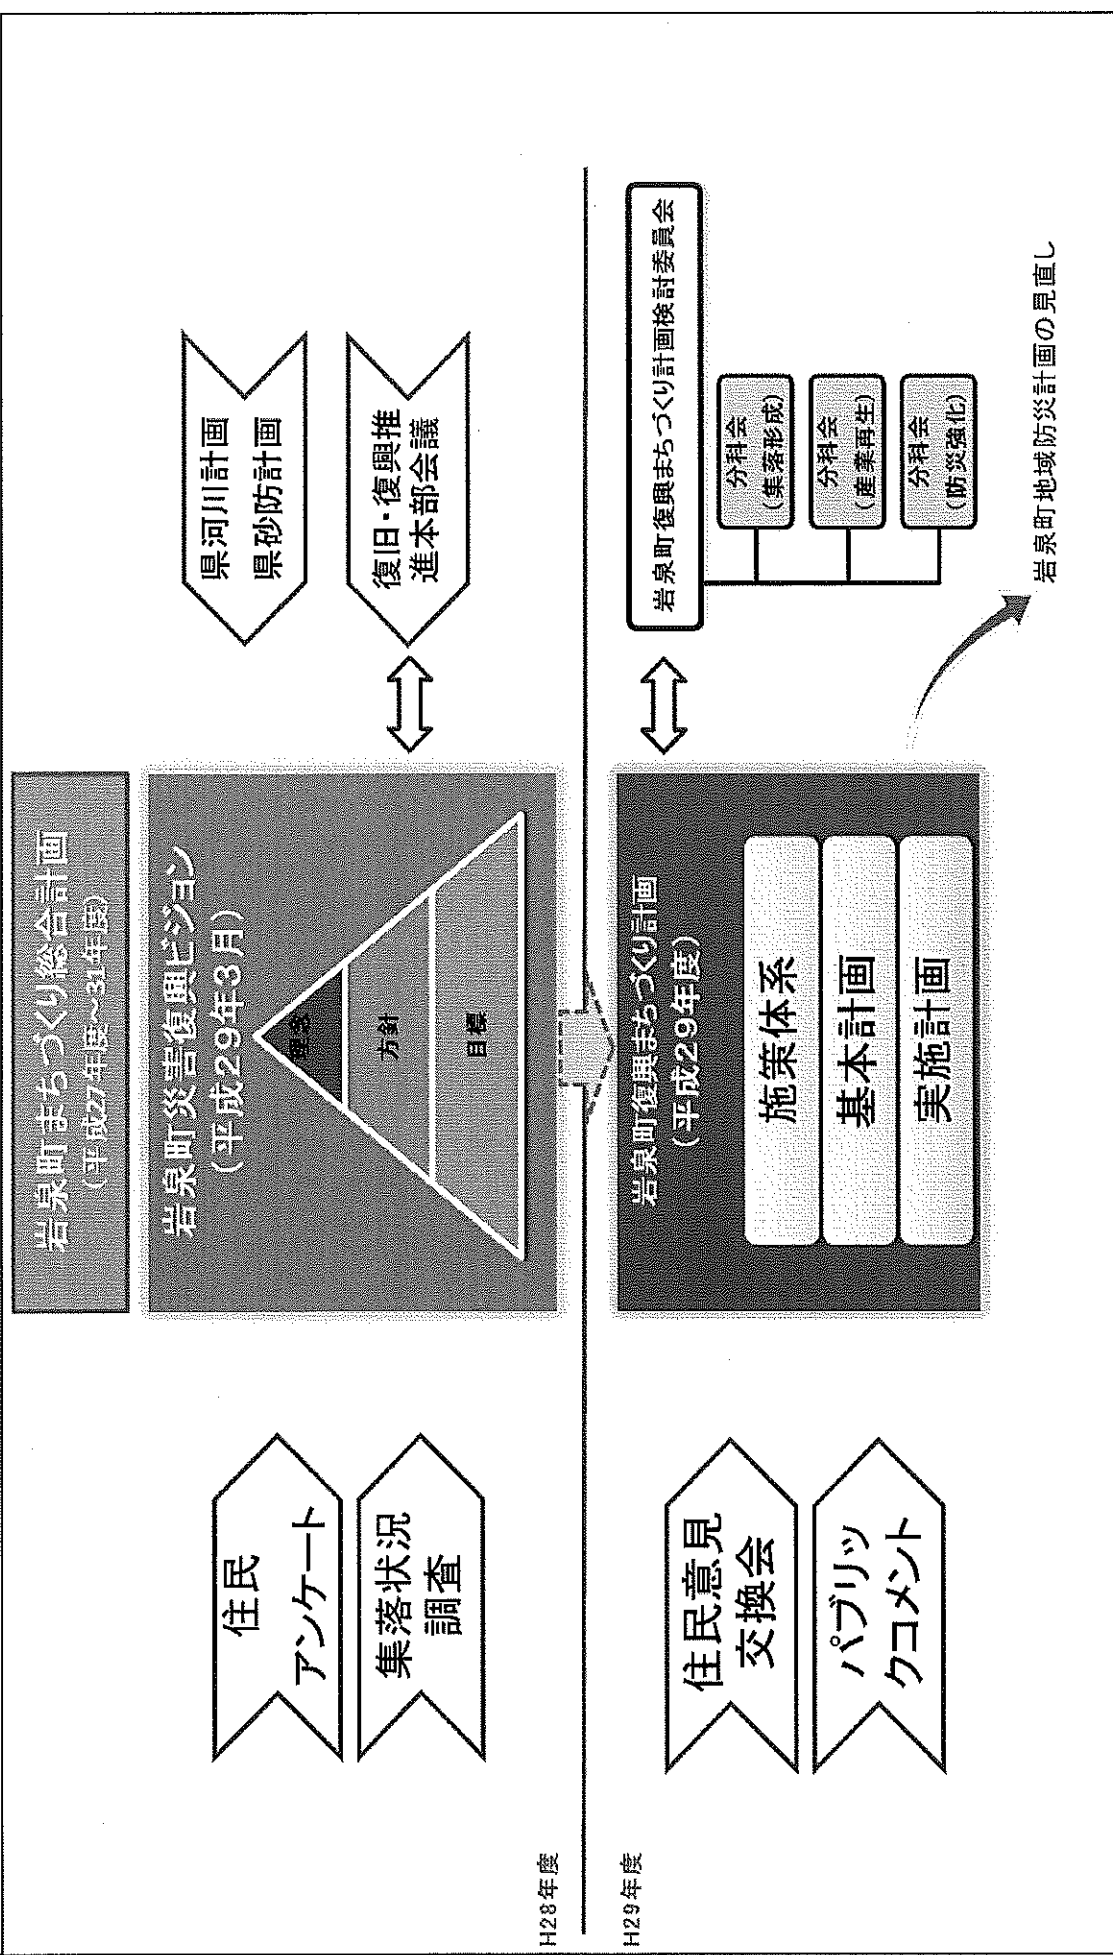 岩泉町まちづくり総合計画
(平成27年度～31年度)
住民
アンケート
集落状況
調査
岩泉町災害復興ビジョン
(平成29年3月)
理念
方針
目標
県河川計画
県砂防計画
復旧・復興推
進本部会議
H28年度
H29年度
住民意見
交換会
パブリッ
クコメント
岩泉町復興まちづくり計画
(平成29年度)
施策体系
基本計画
実施計画
岩泉町復興まちづくり計画検討委員会
分科会
(集落形成)
分科会
(産業再生)
分科会
(防災強化)
岩泉町地域防災計画の見直し